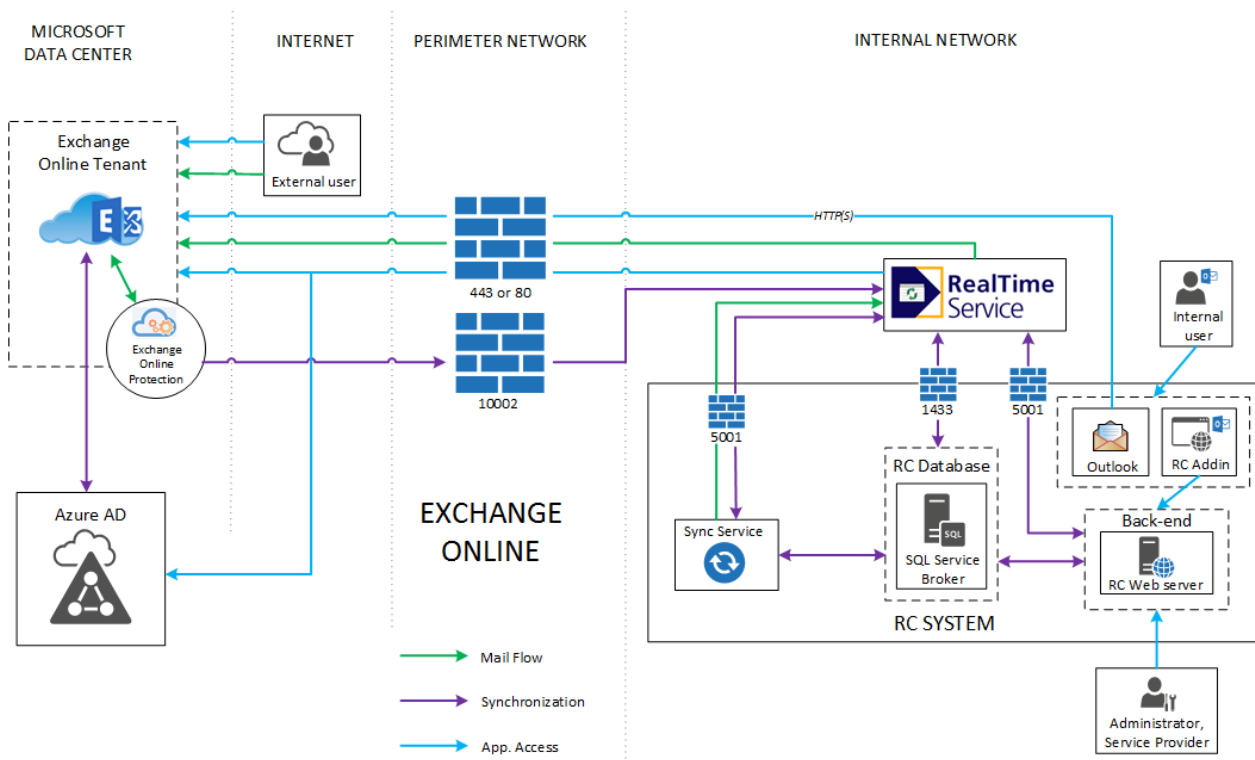 MICROSOFT
DATA CENTER
INTERNET
PERIMETER NETWORK
INTERNAL NETWORK
Exchange
Online Tenant
E
External user
HTTP(S)
443 or 80
RealTime
Service
Internal
user
Exchange
Online
Protection
10002
5001
1433
5001
Outlook
RC Addin
RC Database
SQL
SQL Service
Broker
Azure AD
EXCHANGE
ONLINE
Sync Service
Back-end
RC Web server
RC SYSTEM
Mail Flow
Synchronization
App. Access
Administrator,
Service Provider